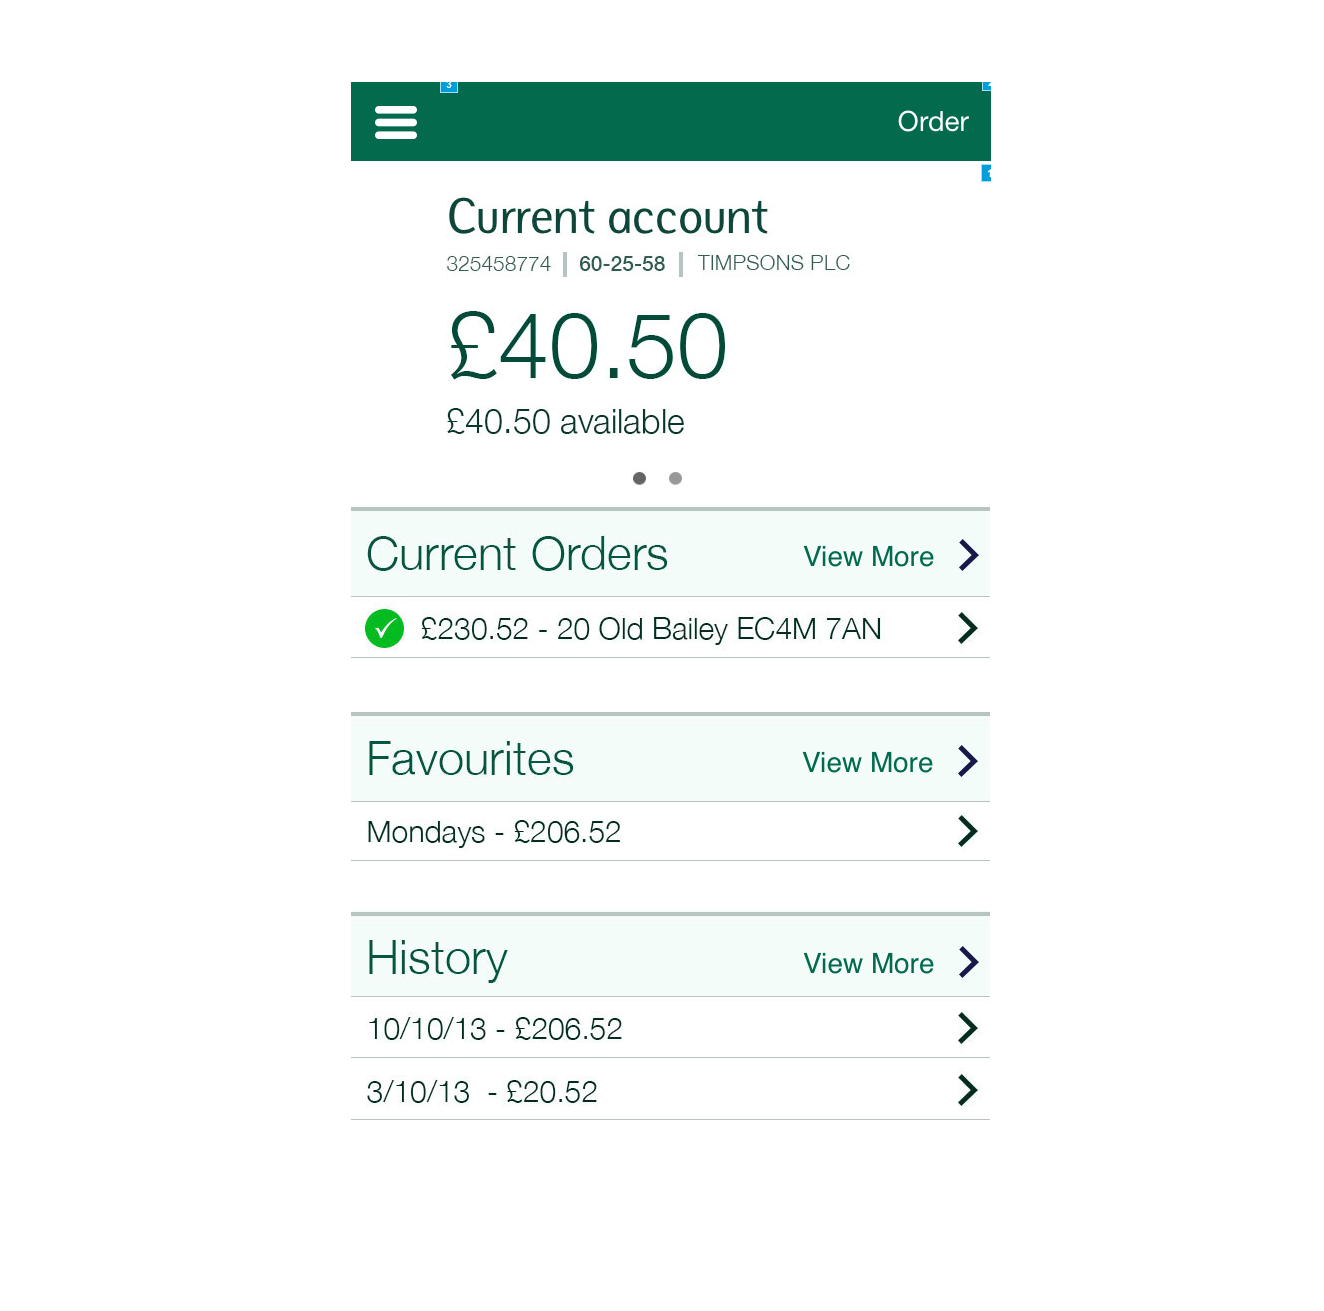 3
Order
Current account
325458774 | 60-25-58 | TIMPSONS PLC
£40.50
£40.50 available
Current Orders View More
£230.52 - 20 Old Bailey EC4M 7AN
Favourites View More
Mondays - £206.52
History View More
10/10/13 - £206.52
3/10/13 - £20.52